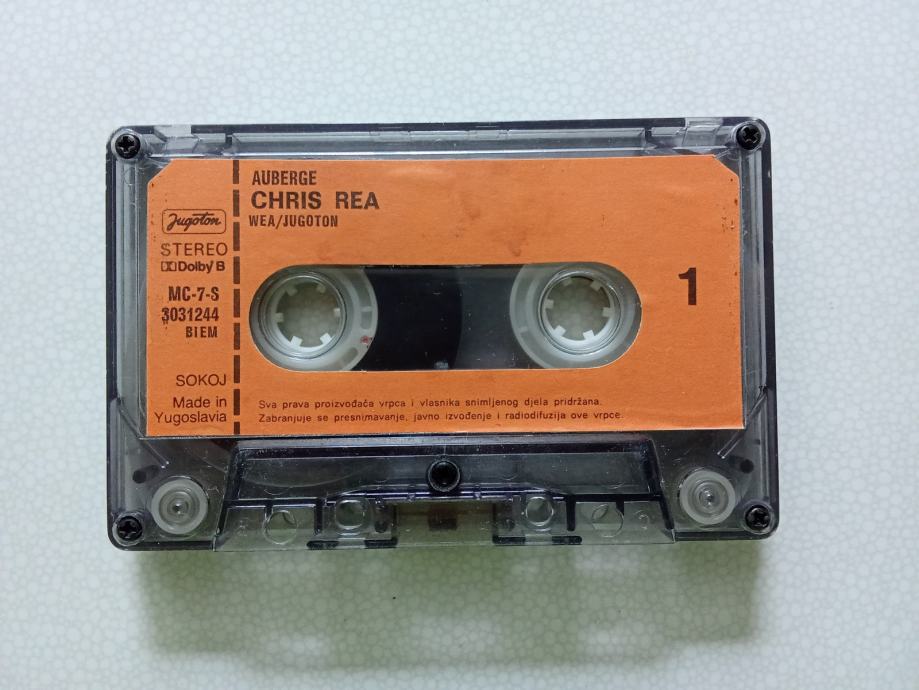 Jugoton
STEREO
Dolby B
MC-7-S
3031244
BIEM
SOKOJ
Made in
Yugoslavia
AUBERGE
CHRIS REA
WEA/JUGOTON
1
Sva prava proizvođača vrpca i vlasnika snimljenog djela pridržana.
Zabranjuje se presnimavanje, javno izvođenje i radiodifuzija ove vrpce.